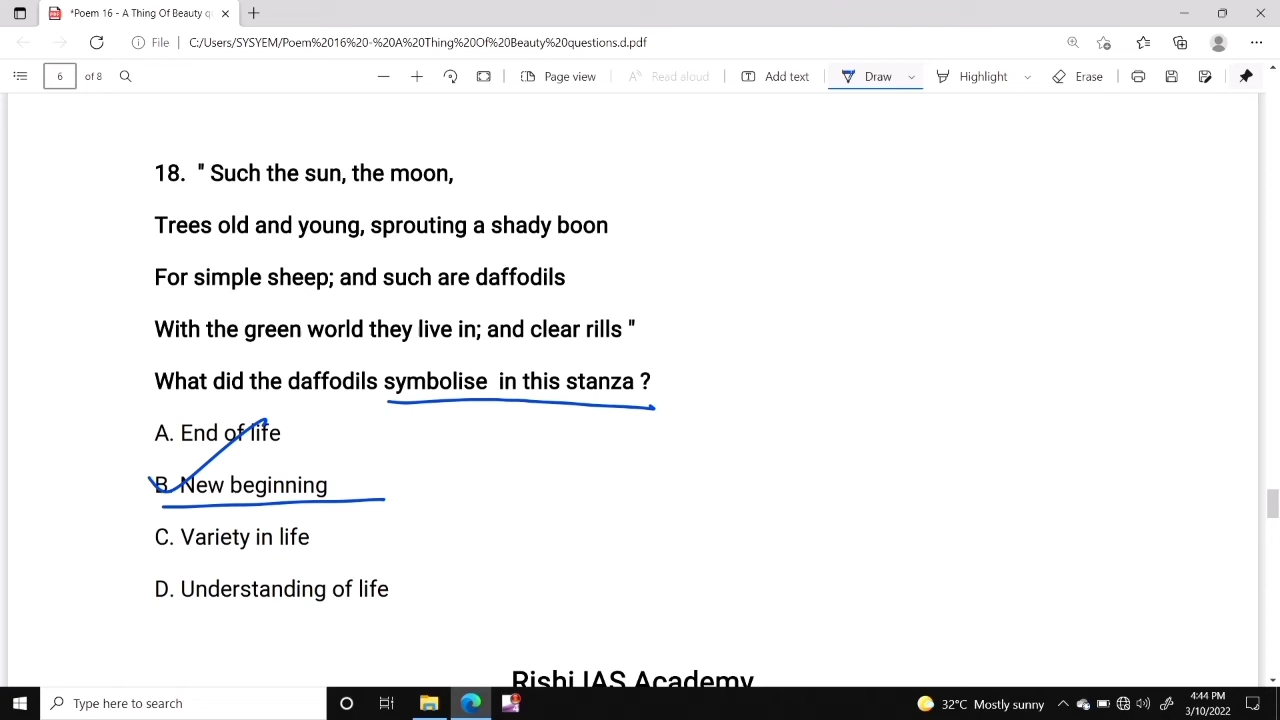 *Poem 16 - A Thing Of Beauty q
File
C:/Users/SYSYEM/Poem%2016%20-%20A%20Thing%20Of%20Beauty%20questions.d.pdf
6
of 8
Page view
Read aloud
Add text
Draw
Highlight
Erase
18. " Such the sun, the moon,
Trees old and young, sprouting a shady boon
For simple sheep; and such are daffodils
With the green world they live in; and clear rills "
What did the daffodils symbolise in this stanza ?
A. End of life
B. New beginning
C. Variety in life
D. Understanding of life
Rishi IAS Academy
Type here to search
32°C Mostly sunny
4:44 PM
3/10/2022